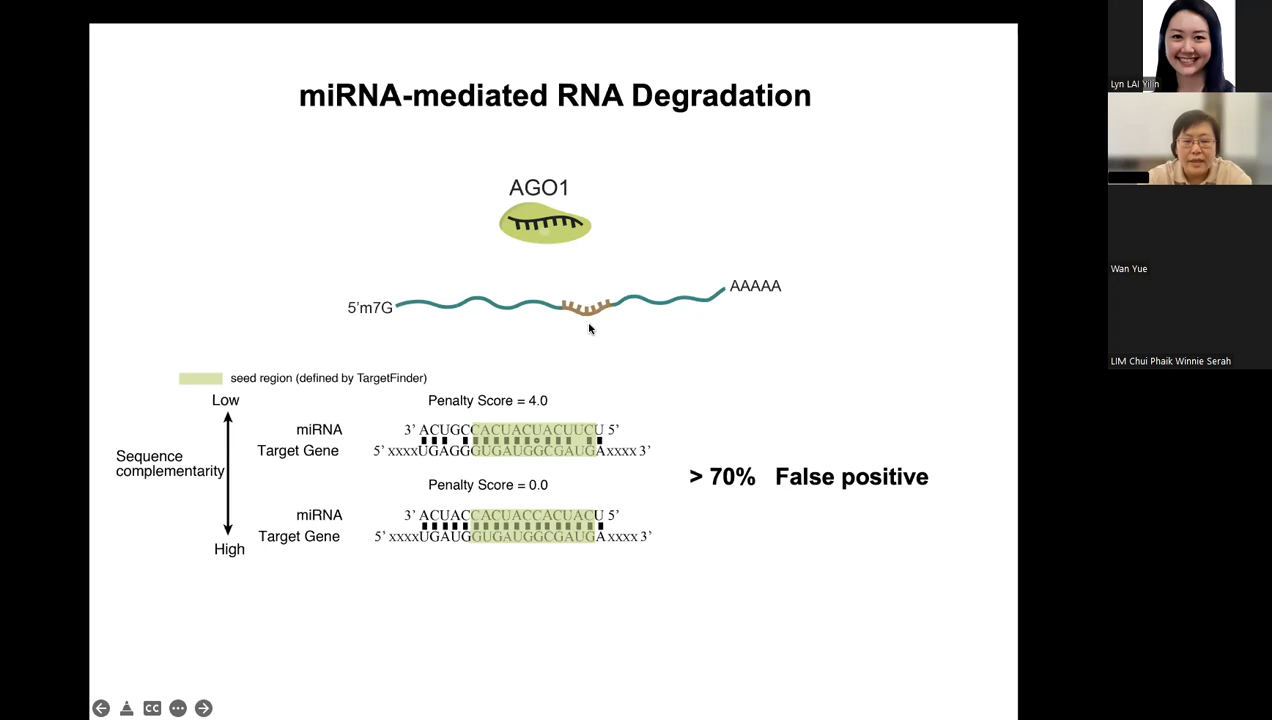 miRNA-mediated RNA Degradation
AGO1
5'm7G
AAAAA
seed region (defined by TargetFinder)
Low
Sequence
complementarity
High
Penalty Score = 4.0
miRNA 3' ACUGCCACUACUACUUCU 5'
Target Gene 5' xxxxUGAGGGUGAUGGCGAUGAxxxx 3'
Penalty Score = 0.0
miRNA 3' ACUACCACUACCACUACU 5'
Target Gene 5' xxxxUGAUGGUGAUGGCGAUGAxxxx 3'
> 70% False positive
CC
Lyn LAI Yilin
Wan Yue
LIM Chui Phaik Winnie Serah